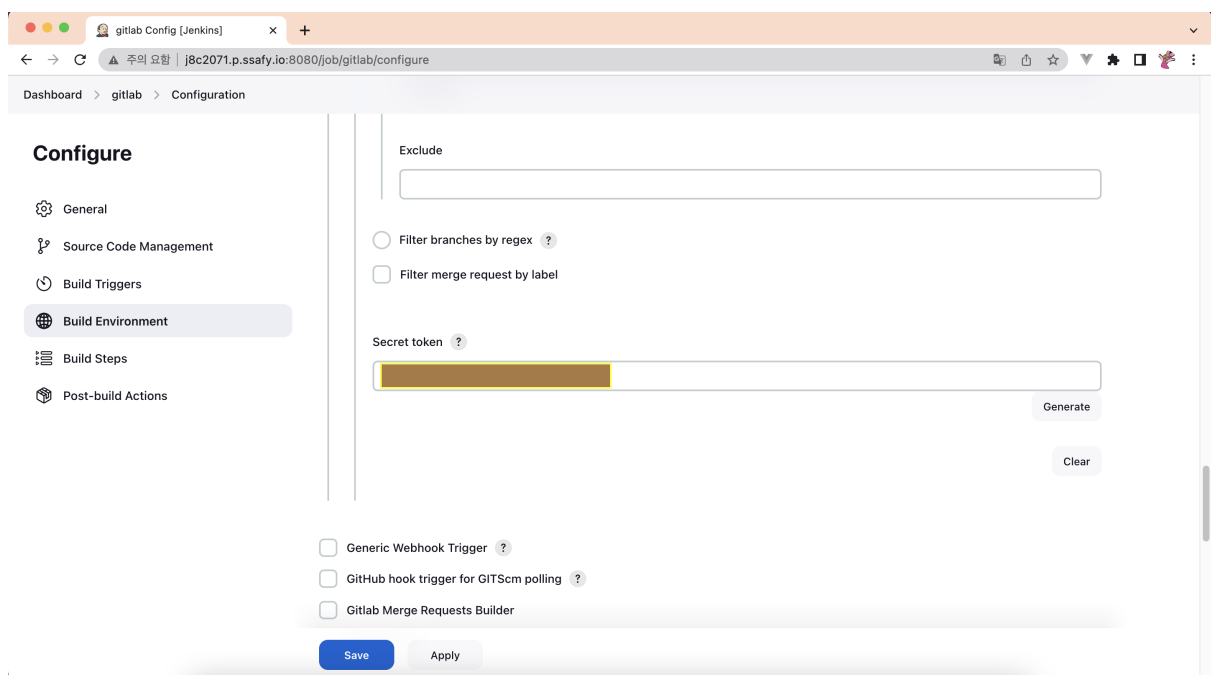 gitlab Config [Jenkins]
주의 요함 | j8c2071.p.ssafy.io:8080/job/gitlab/configure
Dashboard > gitlab > Configuration
Configure
General
Source Code Management
Build Triggers
Build Environment
Build Steps
Post-build Actions
Exclude
Filter branches by regex ?
Filter merge request by label
Secret token ?
Generate
Clear
Generic Webhook Trigger ?
GitHub hook trigger for GITScm polling ?
Gitlab Merge Requests Builder
Save Apply